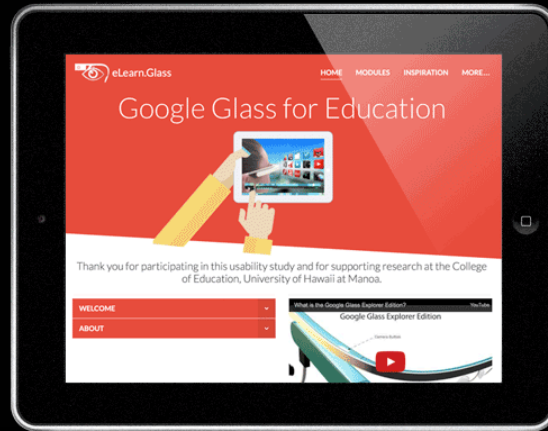 eLearn.Glass
HOME MODULES INSPIRATION MORE...
Google Glass for Education
Thank you for participating in this usability study and for supporting research at the College
of Education, University of Hawaii at Manoa.
WELCOME
ABOUT
What is the Google Glass Explorer Edition? YouTube
Google Glass Explorer Edition